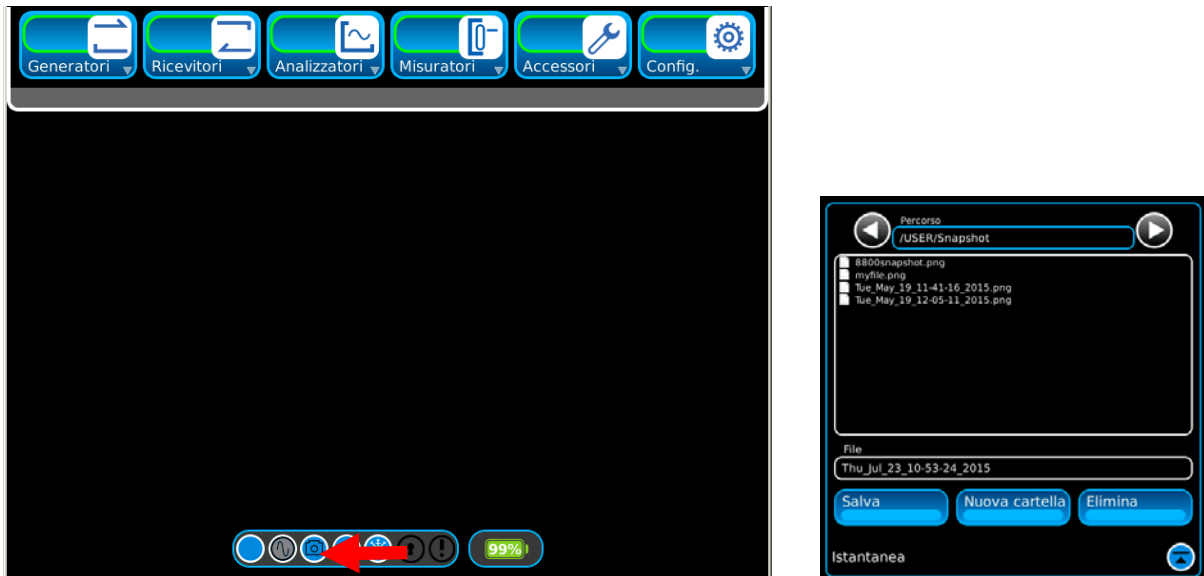 Generatori
Ricevitori
Analizzatori
Misuratori
Accessori
Config.
99%
Percorso
/USER/Snapshot
8800snapshot.png
myfile.png
Tue_May_19_11-41-16_2015.png
Tue_May_19_12-05-11_2015.png
File
Thu_Jul_23_10-53-24_2015
Salva
Nuova cartella
Elimina
Istantanea